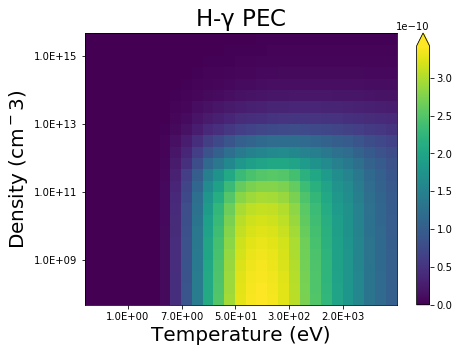 H-γ PEC
1e−10
1.0E+15
1.0E+13
1.0E+11
1.0E+09
Density (cm⁻3)
3.0
2.5
2.0
1.5
1.0
0.5
0.0
1.0E+00 7.0E+00 5.0E+01 3.0E+02 2.0E+03
Temperature (eV)